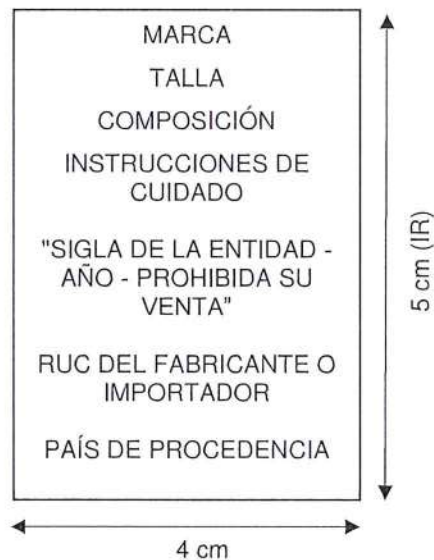 MARCA
TALLA
COMPOSICIÓN
INSTRUCCIONES DE
CUIDADO
"SIGLA DE LA ENTIDAD -
AÑO - PROHIBIDA SU
VENTA"
RUC DEL FABRICANTE O
IMPORTADOR
PAÍS DE PROCEDENCIA
5 cm (IR)
4 cm